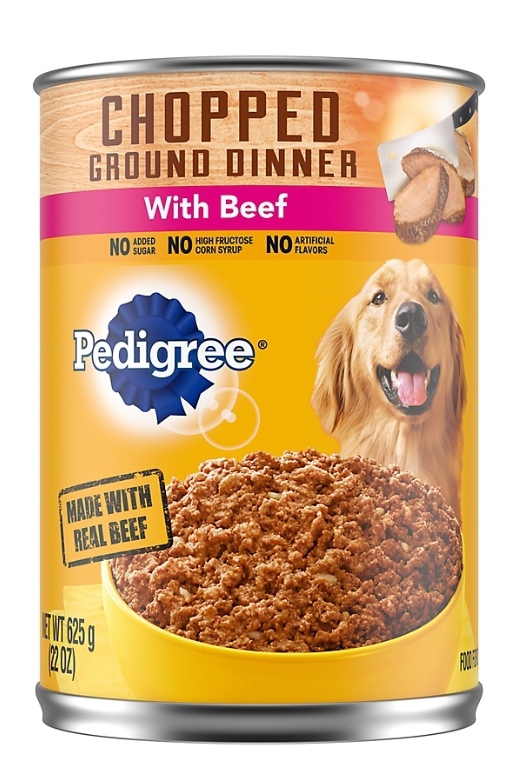 CHOPPED
GROUND DINNER
With Beef
NO ADDED SUGAR NO HIGH FRUCTOSE CORN SYRUP NO ARTIFICIAL FLAVORS
Pedigree®
MADE WITH
REAL BEEF
NET WT 625 g
(22 OZ)
FOOD